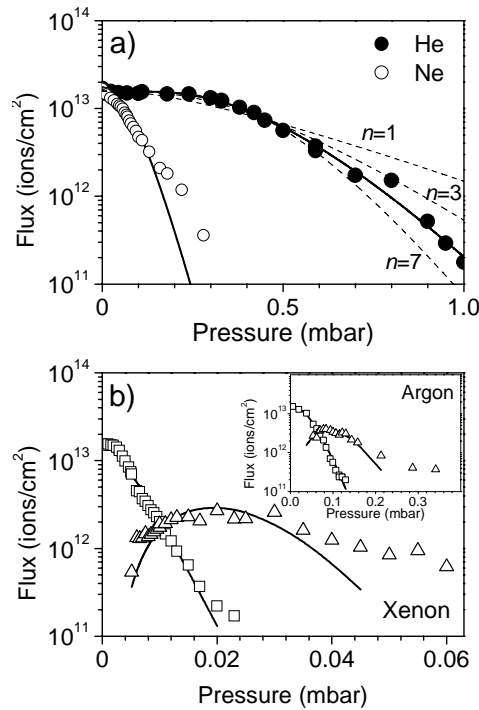 10^14
a)
He
Ne
10^13
n=1
n=3
10^12
n=7
10^11
Flux (ions/cm^2)
0.0 0.5 1.0
Pressure (mbar)
10^14
b)
Argon
10^14
10^13
10^12
10^11
Flux (ions/cm^2)
0.0 0.1 0.2 0.3
Pressure (mbar)
10^13
10^12
Xenon
10^11
Flux (ions/cm^2)
0.00 0.02 0.04 0.06
Pressure (mbar)